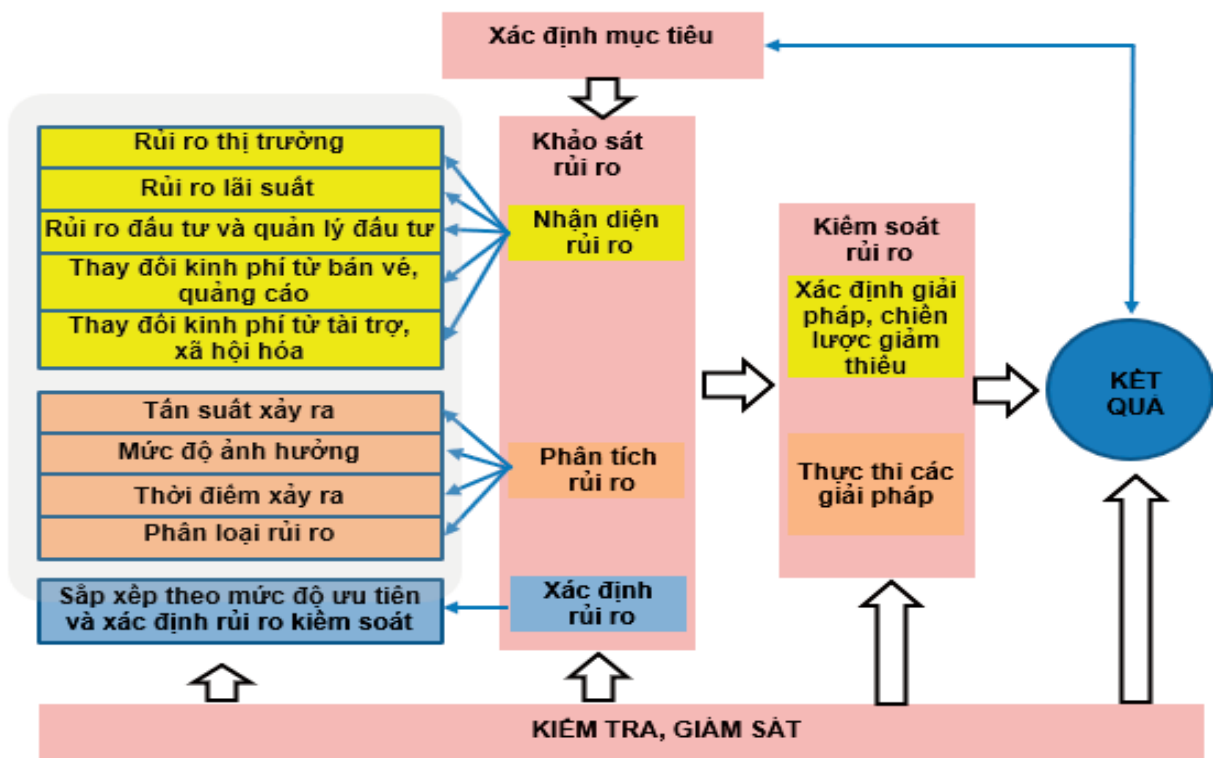 Xác định mục tiêu
Khảo sát
rủi ro
Rủi ro thị trường
Rủi ro lãi suất
Rủi ro đầu tư và quản lý đầu tư
Thay đổi kinh phí từ bán vé,
quảng cáo
Thay đổi kinh phí từ tài trợ,
xã hội hóa
Nhận diện
rủi ro
Tần suất xảy ra
Mức độ ảnh hưởng
Thời điểm xảy ra
Phân loại rủi ro
Phân tích
rủi ro
Sắp xếp theo mức độ ưu tiên
và xác định rủi ro kiểm soát
Xác định
rủi ro
Kiểm soát
rủi ro
Xác định giải
pháp, chiến
lược giảm
thiểu
Thực thi các
giải pháp
KẾT
QUẢ
KIỂM TRA, GIÁM SÁT